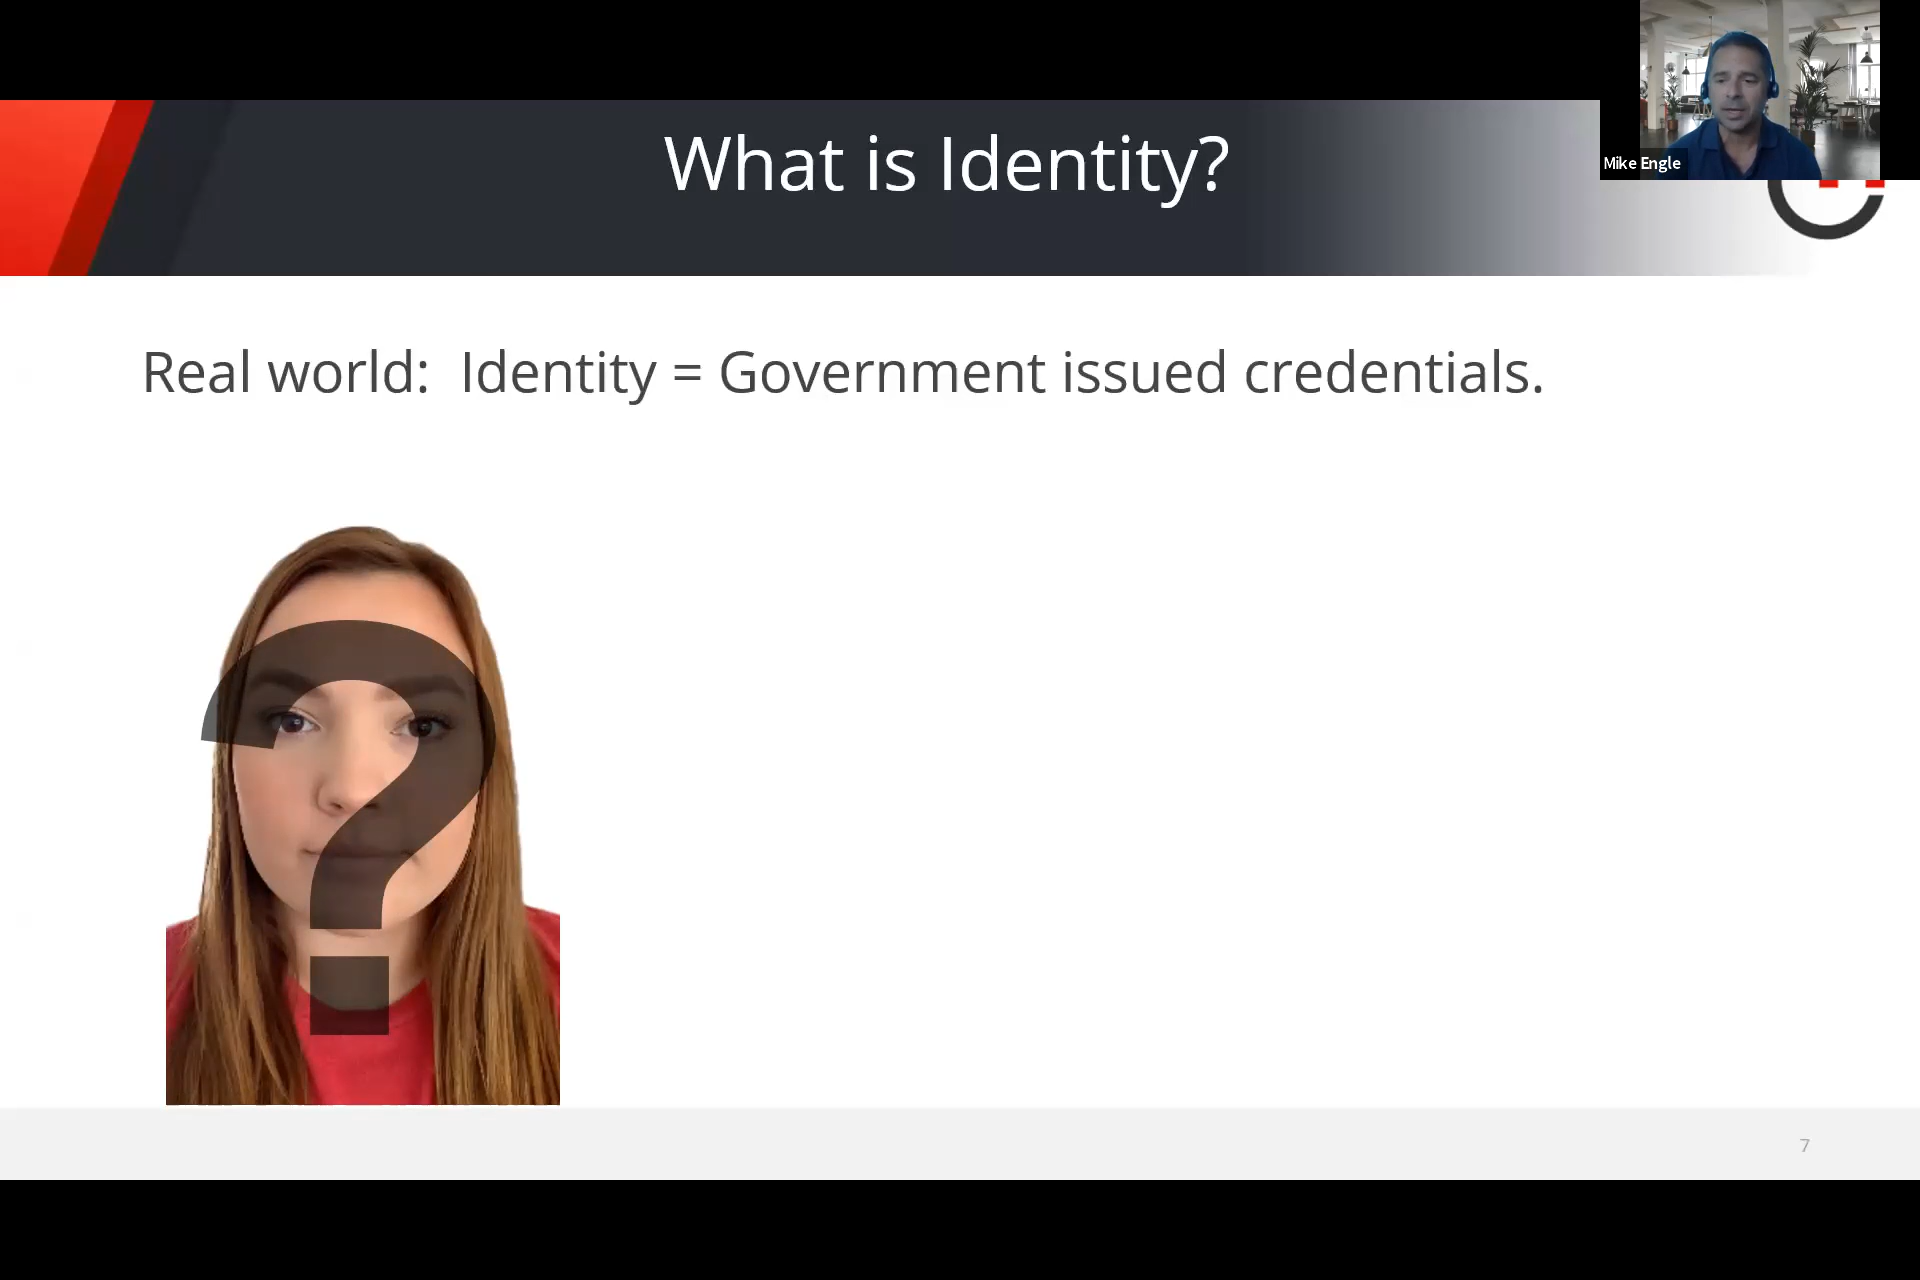 What is Identity?
Mike Engle
Real world:  Identity = Government issued credentials.
?
7